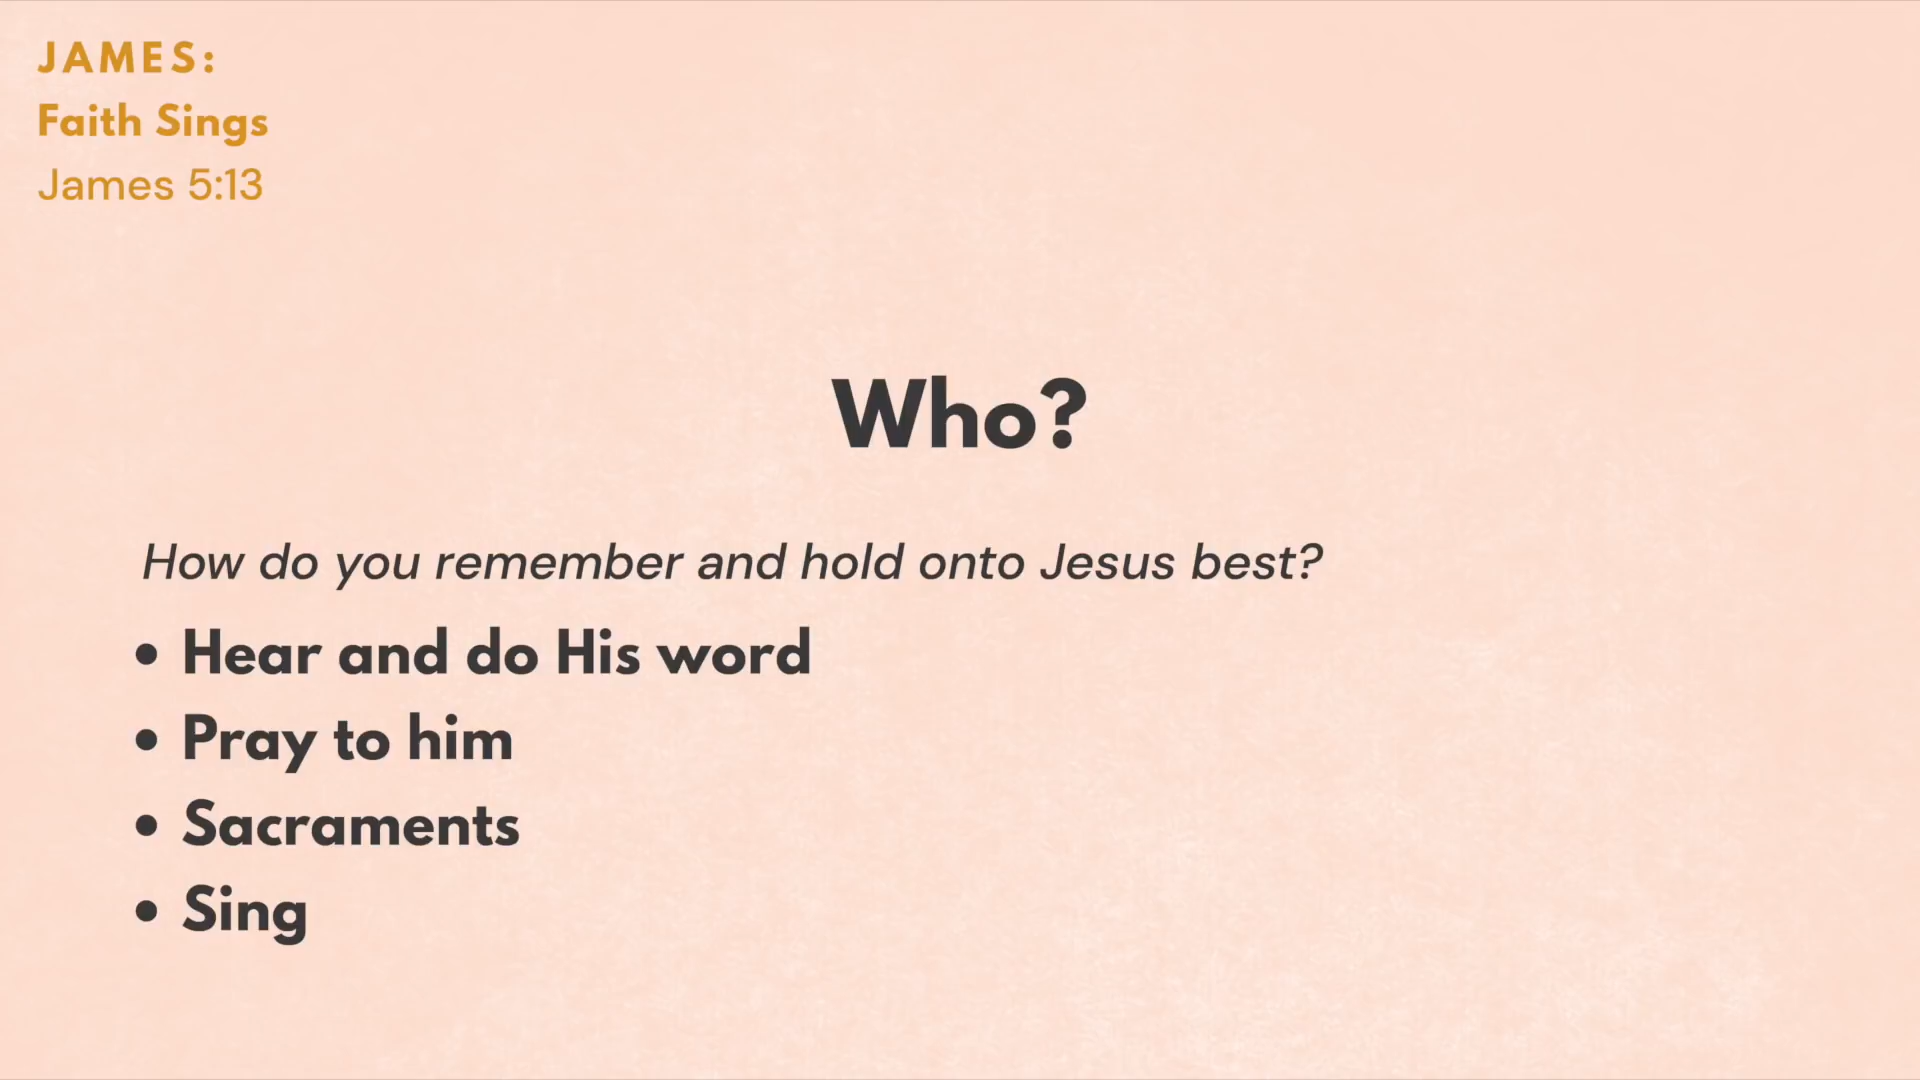 JAMES:
Faith Sings
James 5:13
Who?
How do you remember and hold onto Jesus best?
• Hear and do His word
• Pray to him
• Sacraments
• Sing